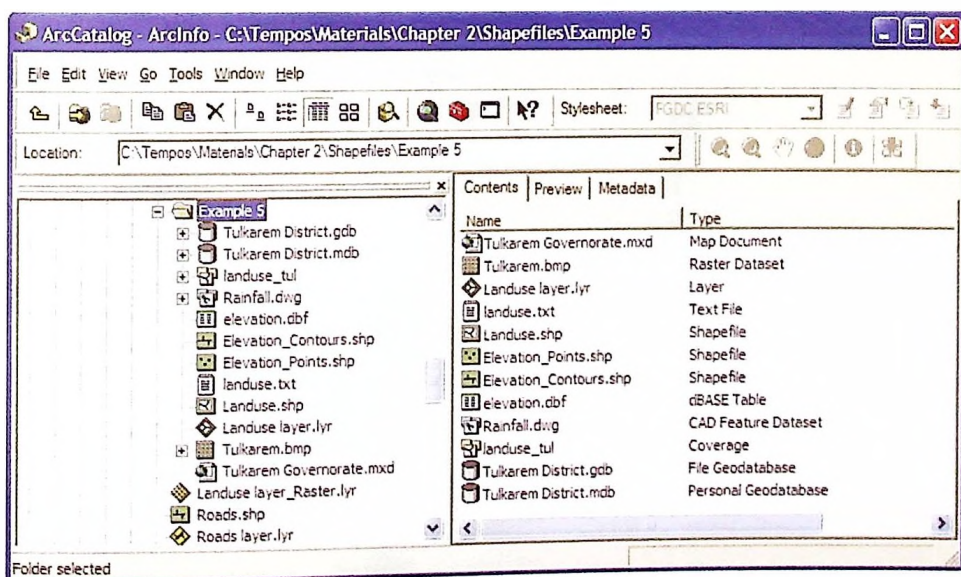 ArcCatalog - ArcInfo - C:\Tempos\Materials\Chapter 2\Shapefiles\Example 5
File Edit View Go Tools Window Help
Stylesheet: FGDC ESRI
Location: C:\Tempos\Materials\Chapter 2\Shapefiles\Example 5
Example 5
Tulkarem District.gdb
Tulkarem District.mdb
landuse_tul
Rainfall.dwg
elevation.dbf
Elevation_Contours.shp
Elevation_Points.shp
landuse.txt
Landuse.shp
Landuse layer.lyr
Tulkarem.bmp
Tulkarem Governorate.mxd
Landuse layer_Raster.lyr
Roads.shp
Roads layer.lyr
Contents Preview Metadata
Name Type
Tulkarem Governorate.mxd Map Document
Tulkarem.bmp Raster Dataset
Landuse layer.lyr Layer
landuse.txt Text File
Landuse.shp Shapefile
Elevation_Points.shp Shapefile
Elevation_Contours.shp Shapefile
elevation.dbf dBASE Table
Rainfall.dwg CAD Feature Dataset
landuse_tul Coverage
Tulkarem District.gdb File Geodatabase
Tulkarem District.mdb Personal Geodatabase
Folder selected